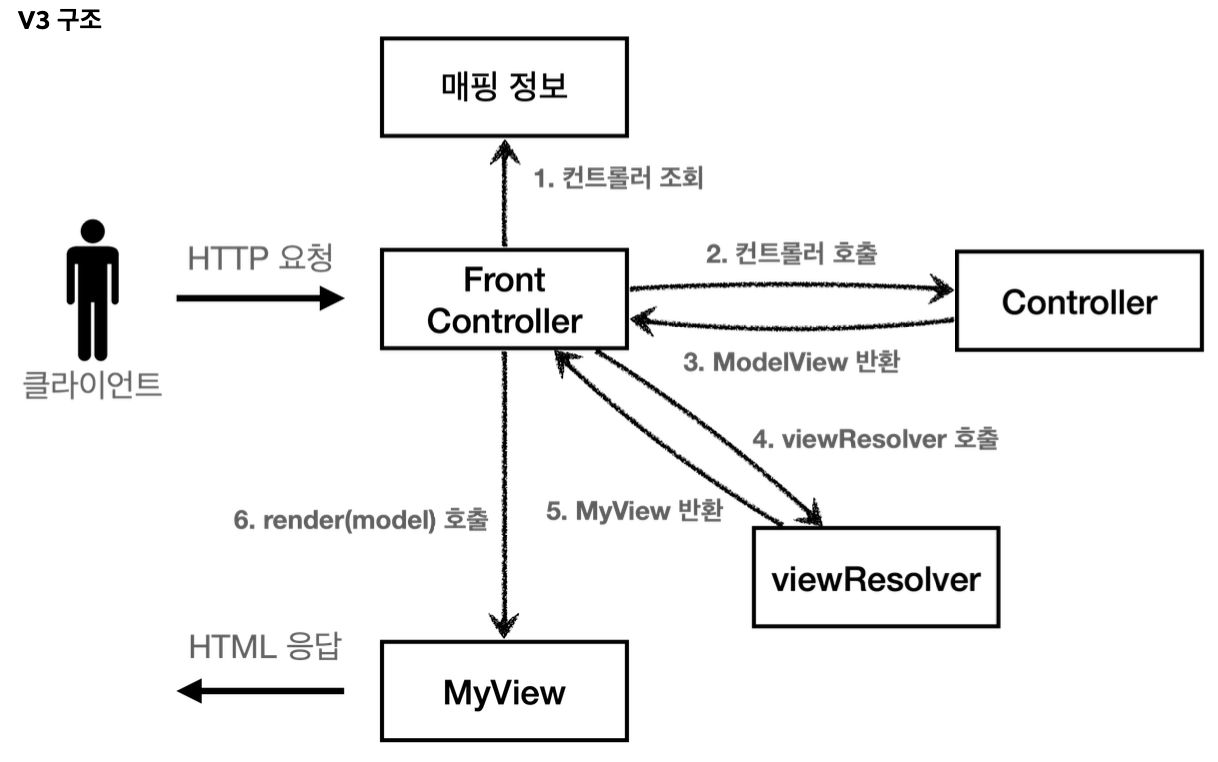 V3 구조
매핑 정보
1. 컨트롤러 조회
HTTP 요청
Front
Controller
2. 컨트롤러 호출
Controller
3. ModelView 반환
클라이언트
4. viewResolver 호출
5. MyView 반환
6. render(model) 호출
viewResolver
HTML 응답
MyView